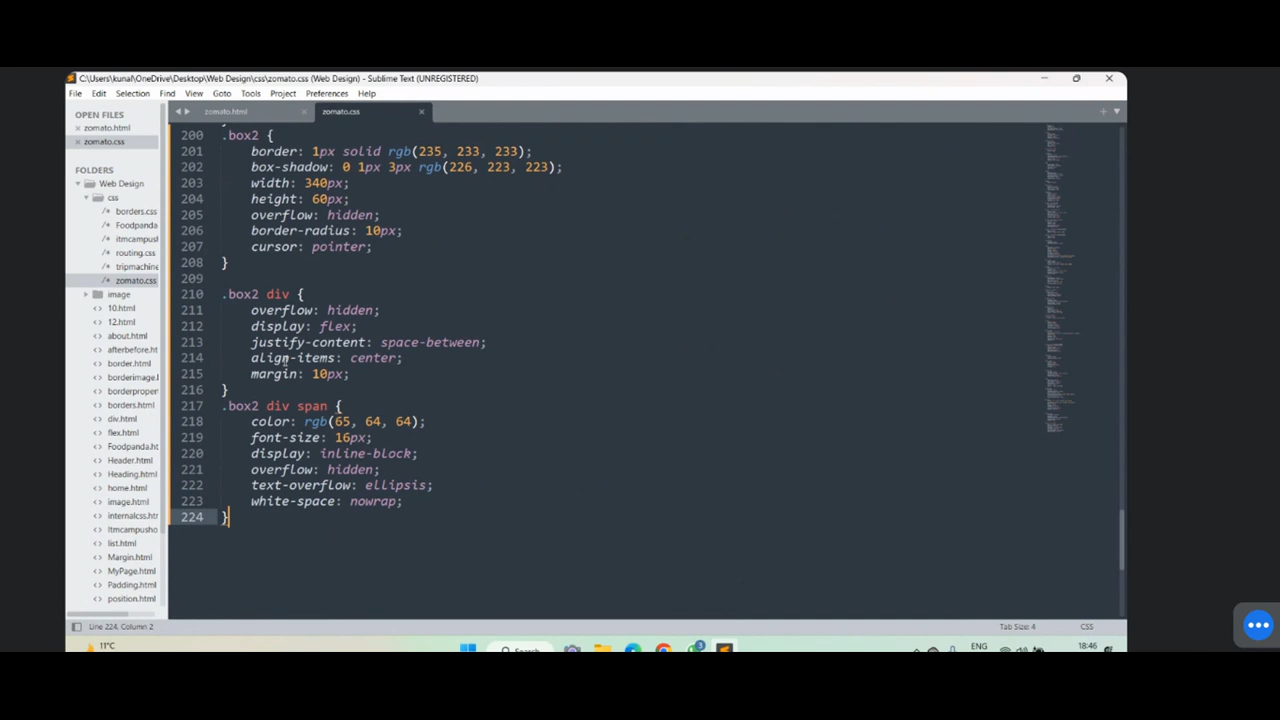 C:\Users\kunal\OneDrive\Desktop\Web Design\css\zomato.css (Web Design) - Sublime Text (UNREGISTERED)
File Edit Selection Find View Goto Tools Project Preferences Help
OPEN FILES
zomato.html
zomato.css
FOLDERS
Web Design
css
borders.css
Foodpanda
itmcampush
routing.css
tripmachine
zomato.css
image
10.html
12.html
about.html
afterbefore.ht
border.html
borderimage.
borderproper
borders.html
div.html
flex.html
Foodpanda.ht
Header.html
Heading.html
home.html
image.html
internalcss.htr
Itmcampusho
list.html
Margin.html
MyPage.html
Padding.html
position.html
zomato.html zomato.css
200 .box2 {
201 border: 1px solid rgb(235, 233, 233);
202 box-shadow: 0 1px 3px rgb(226, 223, 223);
203 width: 340px;
204 height: 60px;
205 overflow: hidden;
206 border-radius: 10px;
207 cursor: pointer;
208 }
209
210 .box2 div {
211 overflow: hidden;
212 display: flex;
213 justify-content: space-between;
214 align-items: center;
215 margin: 10px;
216 }
217 .box2 div span {
218 color: rgb(65, 64, 64);
219 font-size: 16px;
220 display: inline-block;
221 overflow: hidden;
222 text-overflow: ellipsis;
223 white-space: nowrap;
224 }
Line 224, Column 2 Tab Size: 4 CSS
11°C Search 3 ENG 18:46